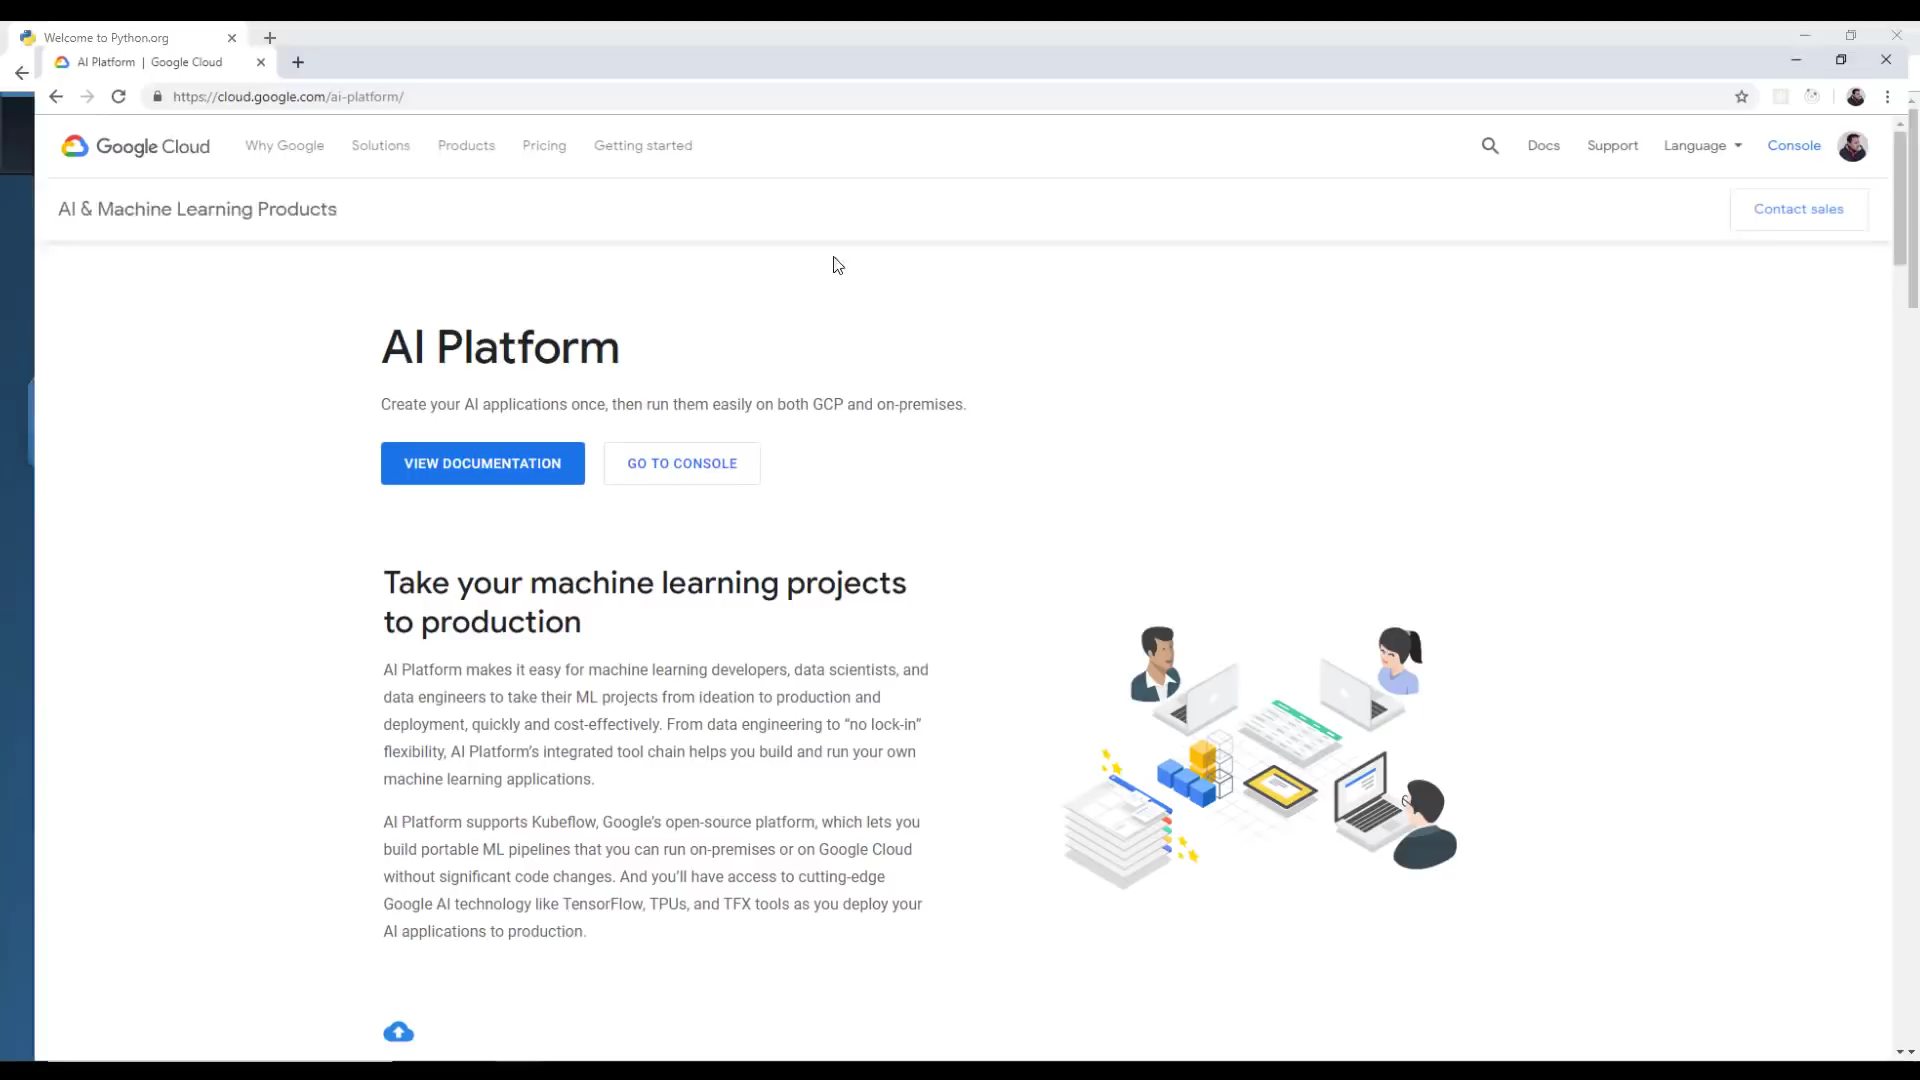 Welcome to Python.org
AI Platform | Google Cloud
https://cloud.google.com/ai-platform/
Google Cloud
Why Google
Solutions
Products
Pricing
Getting started
Docs
Support
Language
Console
AI & Machine Learning Products
Contact sales
AI Platform
Create your AI applications once, then run them easily on both GCP and on-premises.
VIEW DOCUMENTATION
GO TO CONSOLE
Take your machine learning projects
to production
AI Platform makes it easy for machine learning developers, data scientists, and
data engineers to take their ML projects from ideation to production and
deployment, quickly and cost-effectively. From data engineering to “no lock-in”
flexibility, AI Platform’s integrated tool chain helps you build and run your own
machine learning applications.
AI Platform supports Kubeflow, Google’s open-source platform, which lets you
build portable ML pipelines that you can run on-premises or on Google Cloud
without significant code changes. And you’ll have access to cutting-edge
Google AI technology like TensorFlow, TPUs, and TFX tools as you deploy your
AI applications to production.